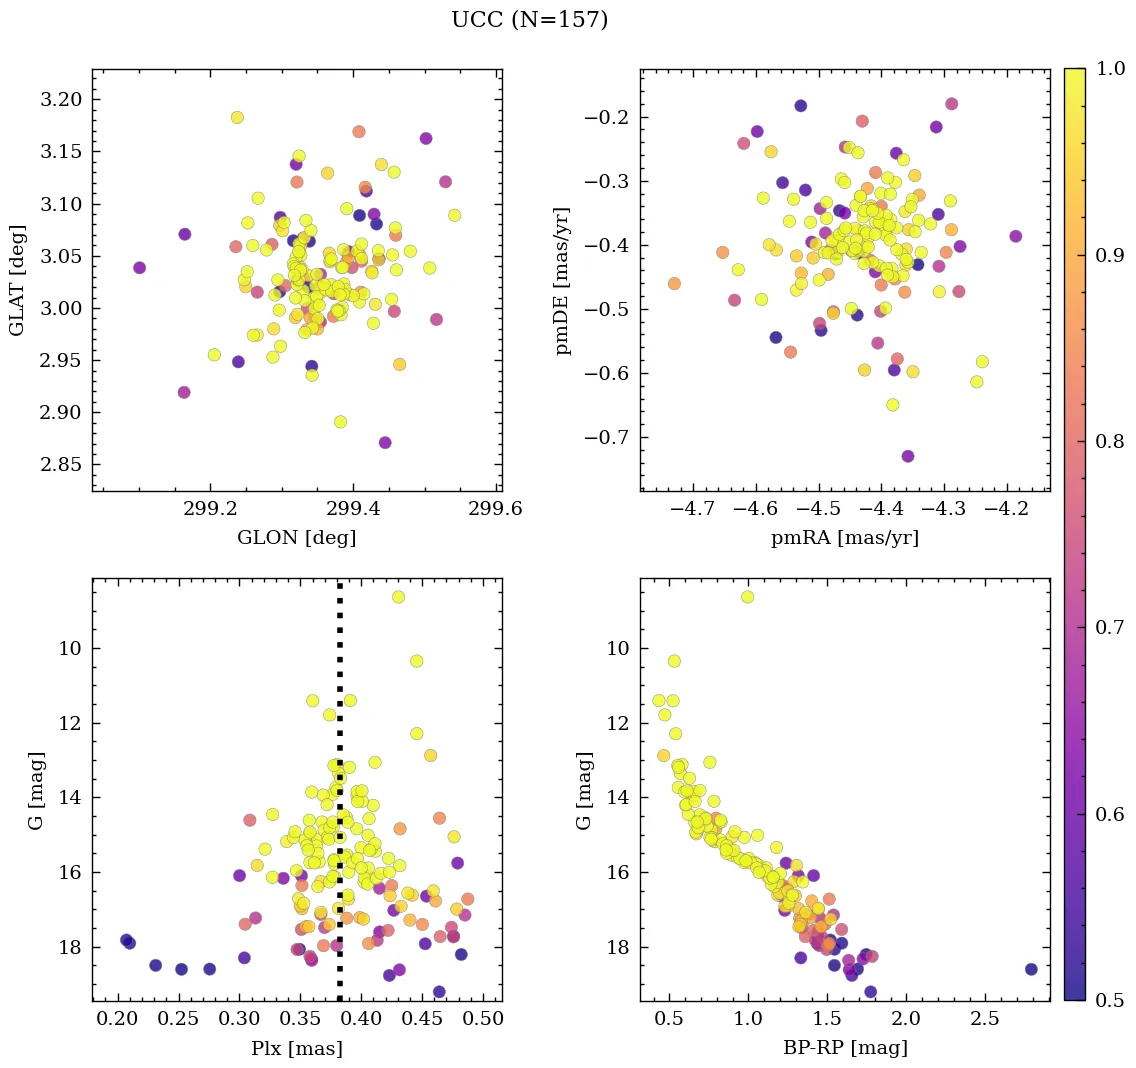 UCC (N=157)
3.20
3.15
3.10
3.05
3.00
2.95
2.90
2.85
GLAT [deg]
299.2 299.4 299.6
GLON [deg]
−0.2
−0.3
−0.4
−0.5
−0.6
−0.7
pmDE [mas/yr]
−4.7 −4.6 −4.5 −4.4 −4.3 −4.2
pmRA [mas/yr]
10
12
14
16
18
G [mag]
0.20 0.25 0.30 0.35 0.40 0.45 0.50
Plx [mas]
10
12
14
16
18
G [mag]
0.5 1.0 1.5 2.0 2.5
BP-RP [mag]
1.0
0.9
0.8
0.7
0.6
0.5